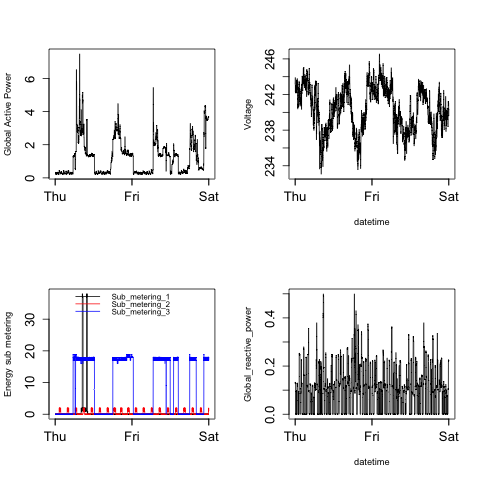 Global Active Power
0 2 4 6
Thu Fri Sat
Voltage
234 238 242 246
Thu Fri Sat
datetime
Energy sub metering
0 10 20 30
Sub_metering_1
Sub_metering_2
Sub_metering_3
Thu Fri Sat
Global_reactive_power
0.0 0.2 0.4
Thu Fri Sat
datetime